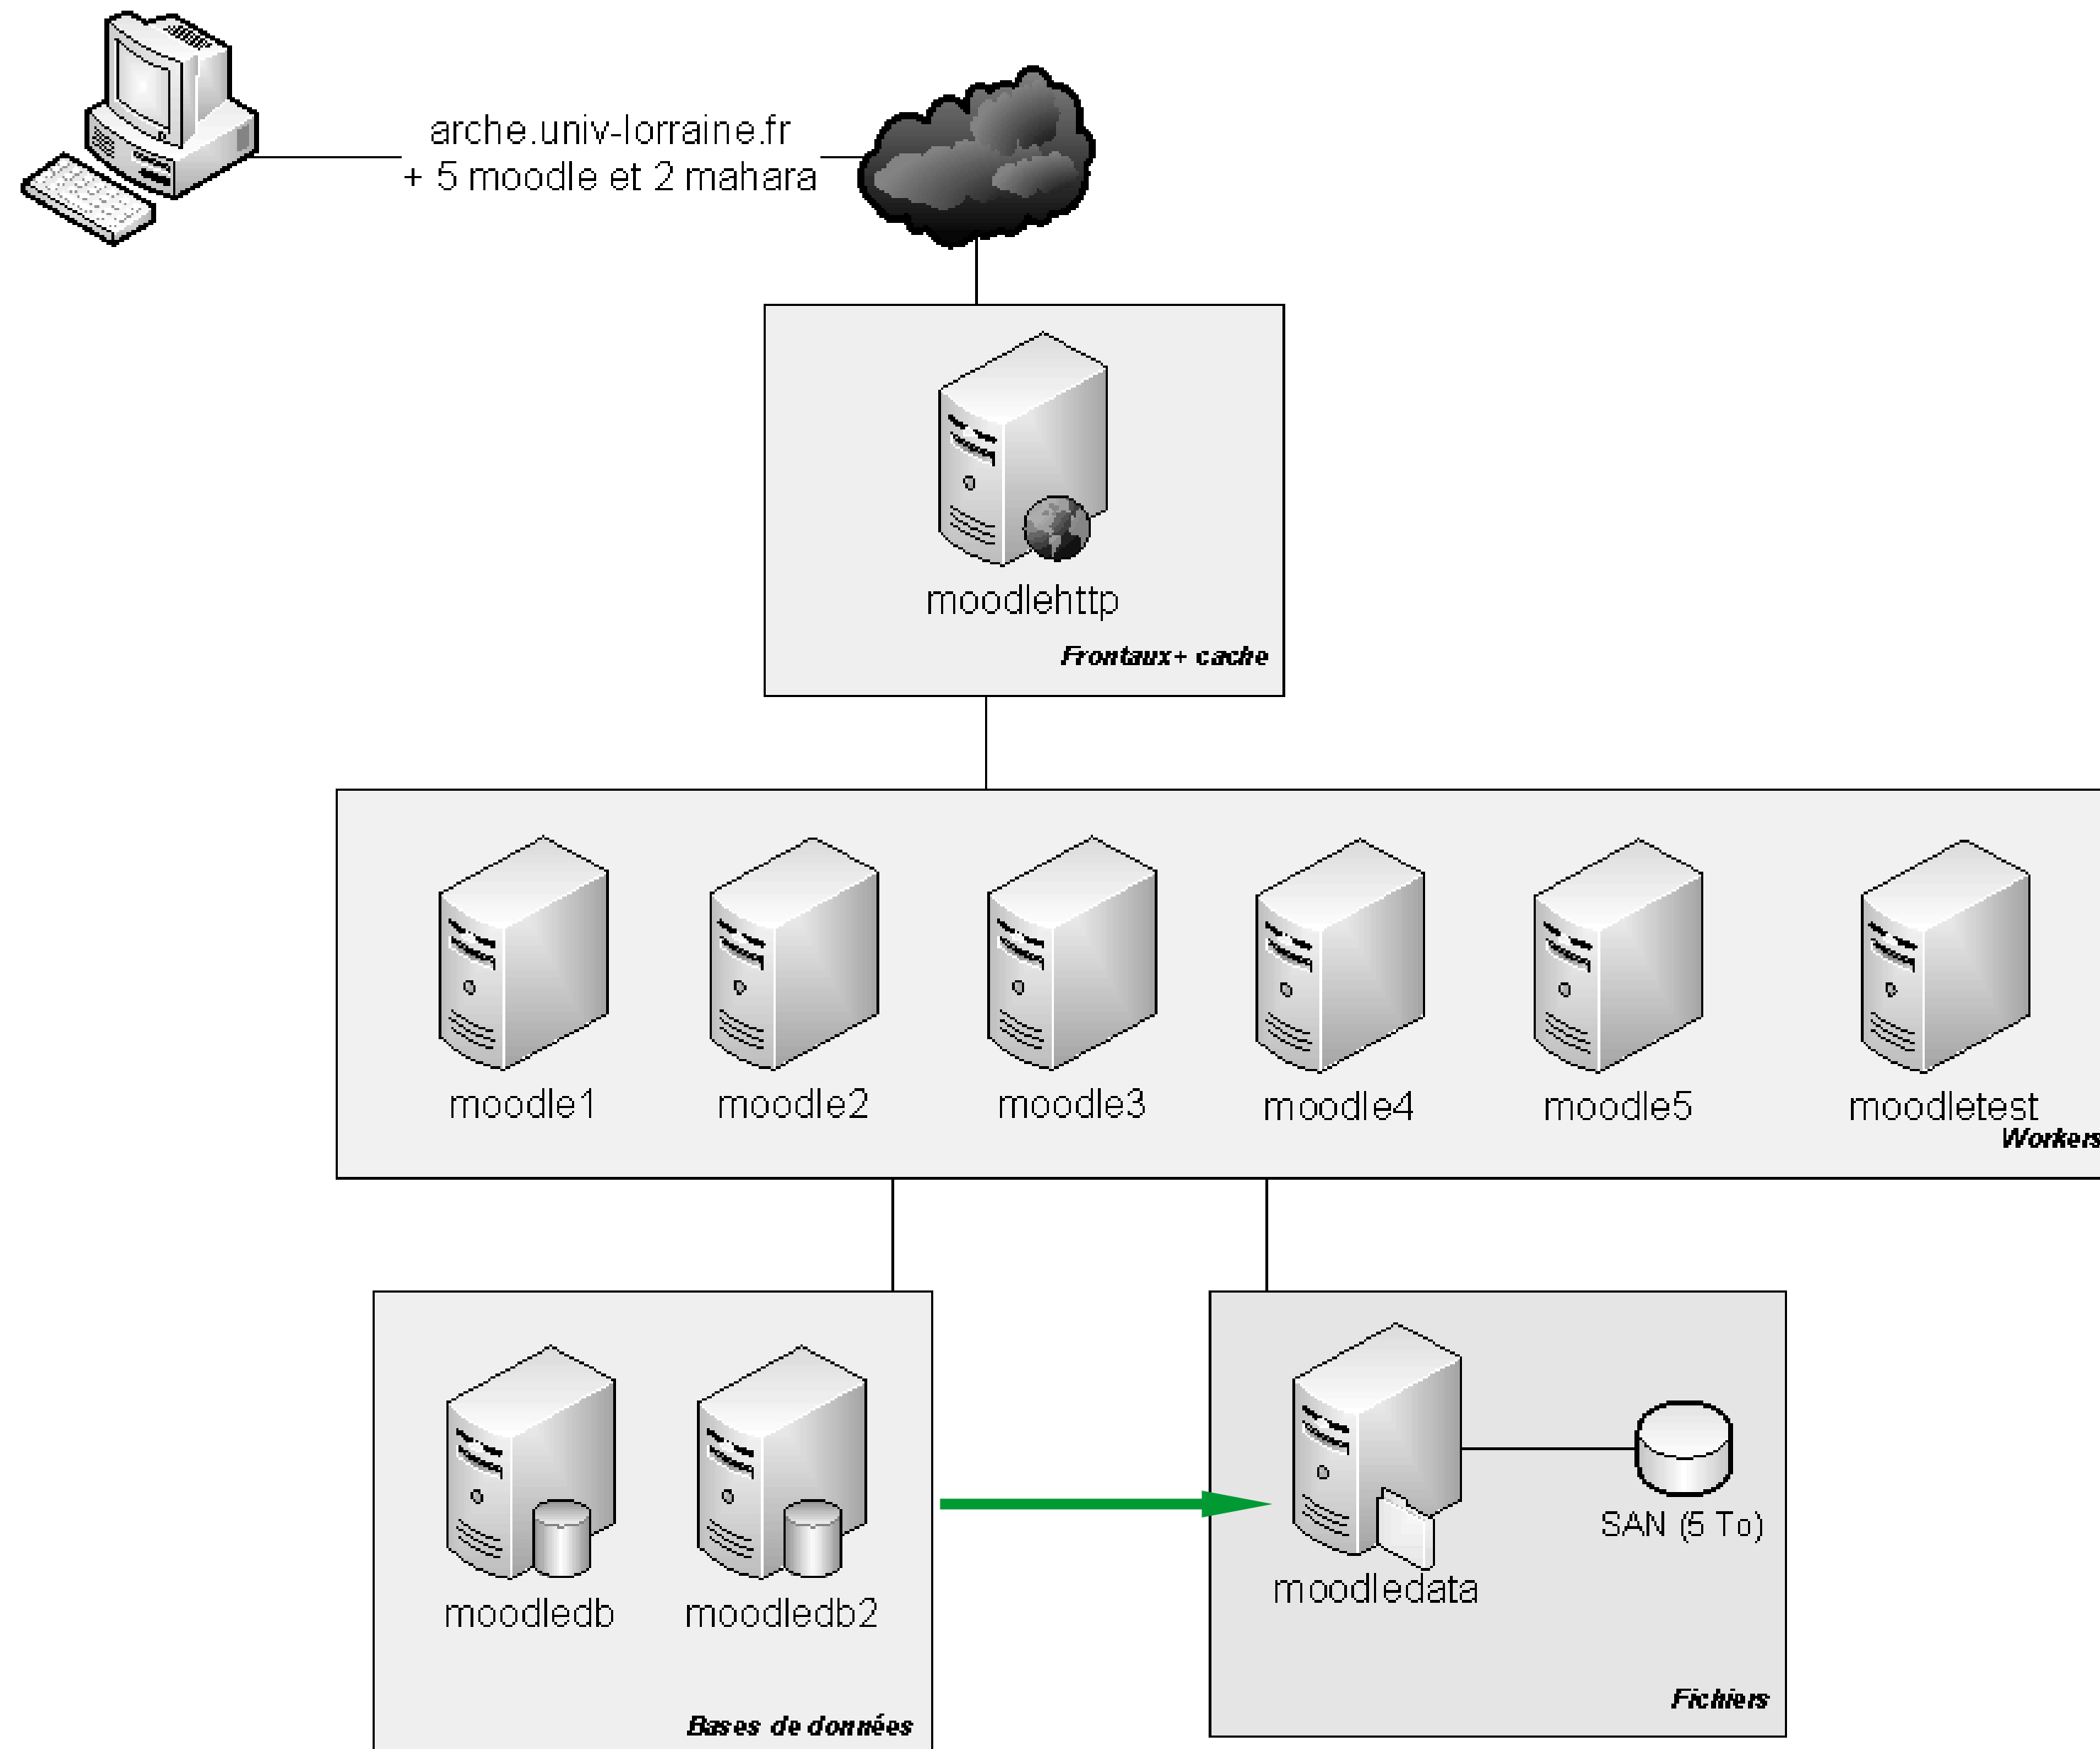 arche.univ-lorraine.fr
+ 5 moodle et 2 mahara
moodlehttp
Frontaux+ cache
moodle1
moodle2
moodle3
moodle4
moodle5
moodletest
Workers
moodledb
moodledb2
Bases de données
moodledata
SAN (5 To)
Fichiers